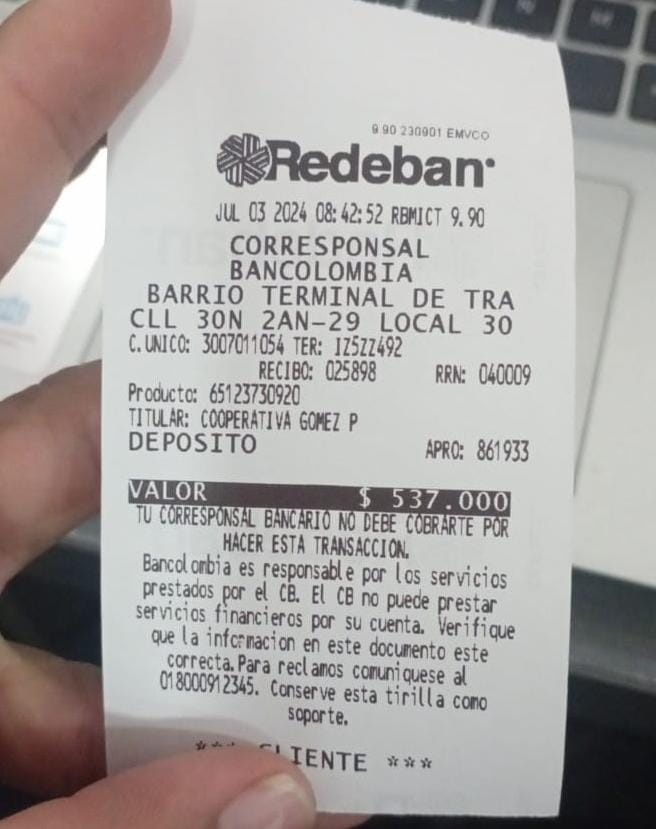 9 90 230901 EMVCO
Redeban
JUL 03 2024 08:42:52 RBMICT 9.90
CORRESPONSAL
BANCOLOMBIA
BARRIO TERMINAL DE TRA
CLL 30N 2AN-29 LOCAL 30
C.UNICO: 3007011054 TER: IZ5ZZ492
RECIBO: 025898 RRN: 040009
Producto: 65123730920
TITULAR: COOPERATIVA GOMEZ P
DEPOSITO APRO: 861933
VALOR $ 537.000
TU CORRESPONSAL BANCARIO NO DEBE COBRARTE POR
HACER ESTA TRANSACCION.
Bancolombia es responsable por los servicios
prestados por el CB. El CB no puede prestar
servicios financieros por su cuenta. Verifique
que la informacion en este documento este
correcta.Para reclamos comuniquese al
018000912345. Conserve esta tirilla como
soporte.
*** CLIENTE ***